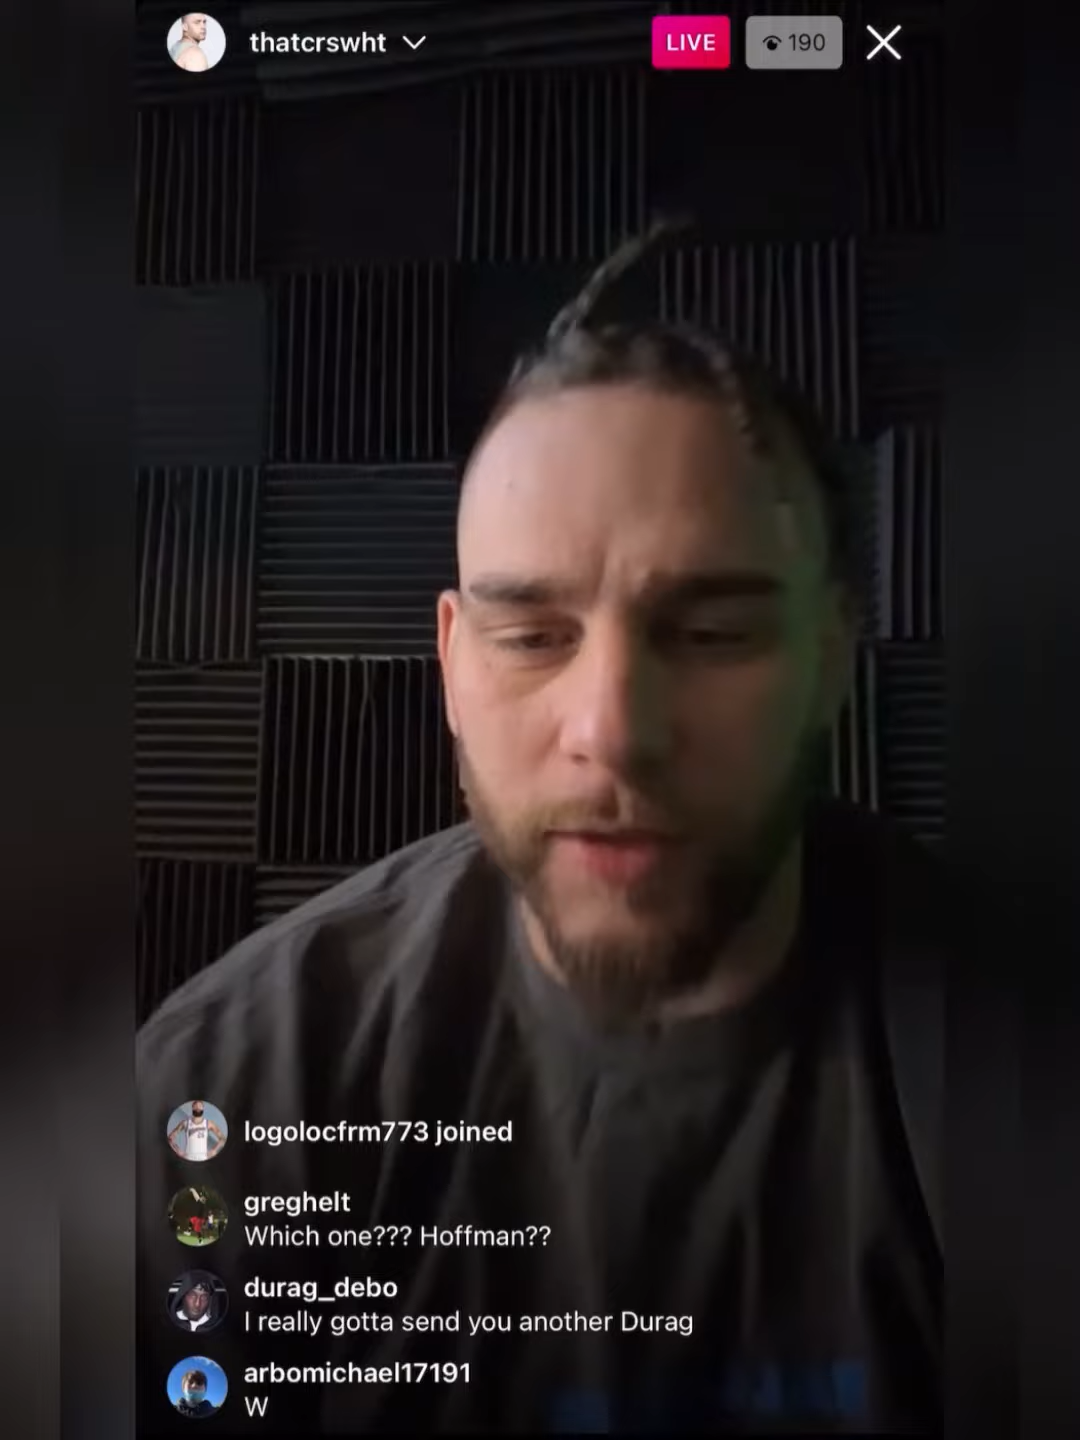 thatcrswht
LIVE
190
logolocfrm773 joined
greghelt
Which one??? Hoffman??
durag_debo
I really gotta send you another Durag
arbomichael17191
W